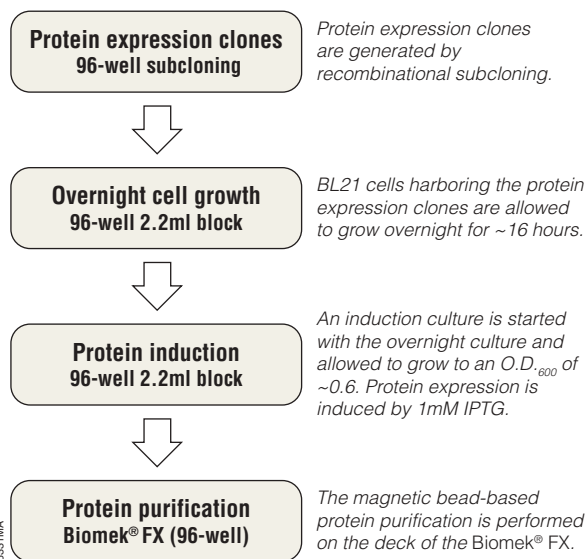 Protein expression clones
96-well subcloning
Protein expression clones
are generated by
recombinational subcloning.
Overnight cell growth
96-well 2.2ml block
BL21 cells harboring the protein
expression clones are allowed
to grow overnight for ~16 hours.
Protein induction
96-well 2.2ml block
An induction culture is started
with the overnight culture and
allowed to grow to an O.D.600 of
~0.6. Protein expression is
induced by 1mM IPTG.
Protein purification
Biomek® FX (96-well)
The magnetic bead-based
protein purification is performed
on the deck of the Biomek® FX.